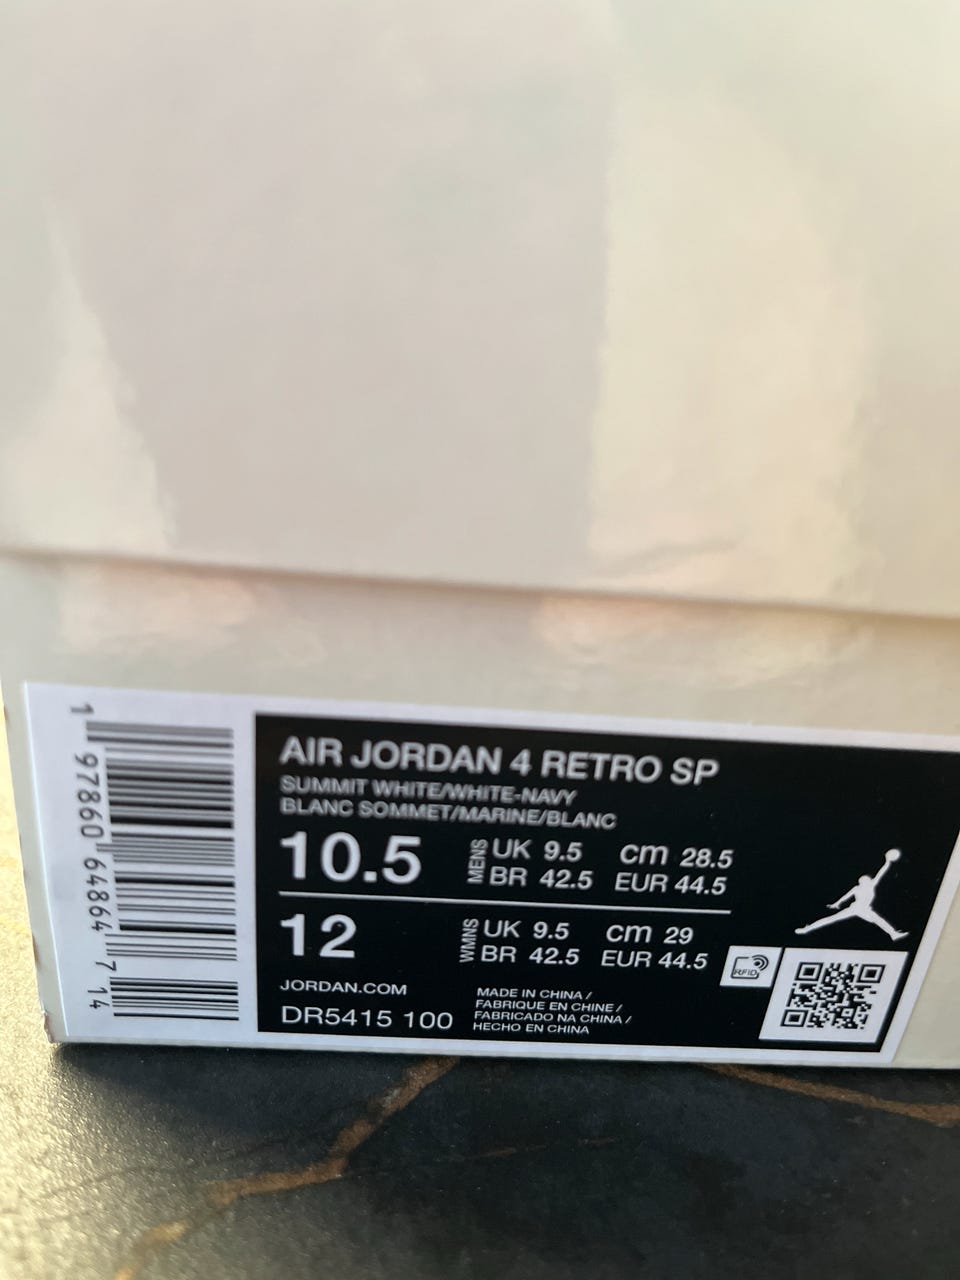 1 97860 64864 7 14
AIR JORDAN 4 RETRO SP
SUMMIT WHITE/WHITE-NAVY
BLANC SOMMET/MARINE/BLANC
10.5 MENS UK 9.5 cm 28.5
BR 42.5 EUR 44.5
12 WMNS UK 9.5 cm 29
BR 42.5 EUR 44.5
RFID
JORDAN.COM
DR5415 100
MADE IN CHINA /
FABRIQUE EN CHINE /
FABRICADO NA CHINA /
HECHO EN CHINA